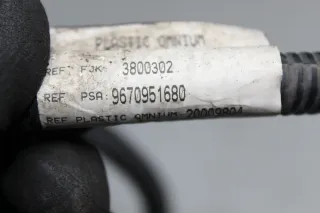 PLASTIC OMNIUM
REF FJK 3800302
REF PSA: 9670951680
REF PLASTIC OMNIUM 20069804